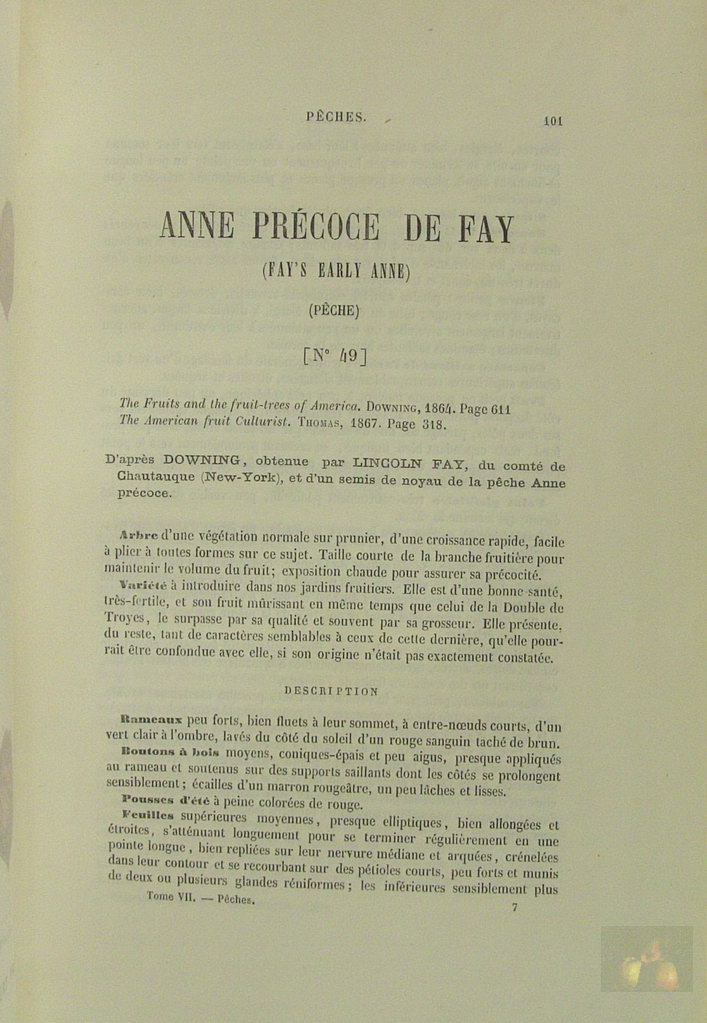 PÊCHES.
101
ANNE PRÉCOCE DE FAY
(FAY'S EARLY ANNE)
(PÊCHE)
[N° 49]
The Fruits and the fruit-trees of America. DOWNING, 1864. Page 611
The American fruit Culturist. THOMAS, 1867. Page 318.
D'après DOWNING, obtenue par LINCOLN FAY, du comté de
Chautauque (New-York), et d'un semis de noyau de la pêche Anne
précoce.
Arbre d'une végétation normale sur prunier, d'une croissance rapide, facile
à plier à toutes formes sur ce sujet. Taille courte de la branche fruitière pour
maintenir le volume du fruit; exposition chaude pour assurer sa précocité.
Variété à introduire dans nos jardins fruitiers. Elle est d'une bonne santé,
très-fertile, et son fruit mûrissant en même temps que celui de la Double de
Troyes, le surpasse par sa qualité et souvent par sa grosseur. Elle présente,
du reste, tant de caractères semblables à ceux de cette dernière, qu'elle pour-
rait être confondue avec elle, si son origine n'était pas exactement constatée.
DESCRIPTION
Rameaux peu forts, bien fluets à leur sommet, à entre-nœuds courts, d'un
vert clair à l'ombre, lavés du côté du soleil d'un rouge sanguin taché de brun.
Boutons à bois moyens, coniques-épais et peu aigus, presque appliqués
au rameau et soutenus sur des supports saillants dont les côtés se prolongent
sensiblement; écailles d'un marron rougeâtre, un peu lâches et lisses.
Pousses d'été à peine colorées de rouge.
Feuilles supérieures moyennes, presque elliptiques, bien allongées et
étroites, s'atténuant longuement pour se terminer régulièrement en une
pointe longue, bien repliées sur leur nervure médiane et arquées, crénelées
dans leur contour et se recourbant sur des pétioles courts, peu forts et munis
de deux ou plusieurs glandes réniformes; les inférieures sensiblement plus
Tome VII. — Pêches.
7